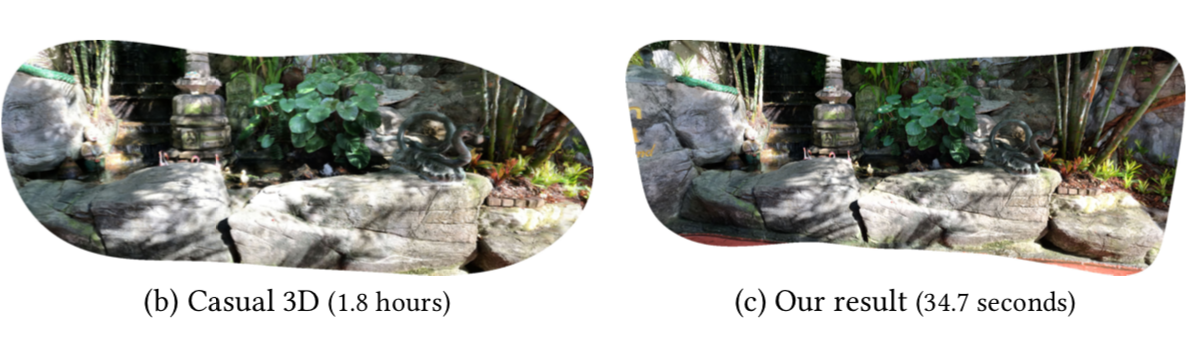 (b) Casual 3D (1.8 hours)
(c) Our result (34.7 seconds)